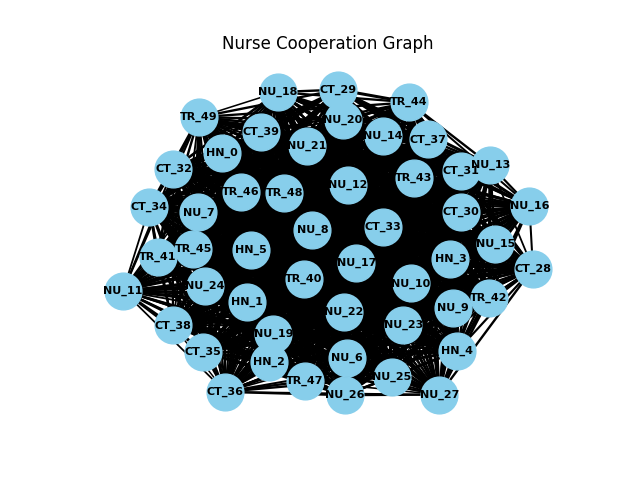 Nurse Cooperation Graph
CT_29
NU_18
TR_44
TR_49
NU_20
CT_39
NU_14
CT_37
NU_21
HN_0
NU_13
CT_32
CT_31
TR_43
NU_12
TR_46
TR_48
CT_34
NU_16
NU_7
CT_30
CT_33
NU_8
NU_15
TR_45
HN_5
TR_41
HN_3
NU_17
CT_28
TR_40
NU_10
NU_24
NU_11
TR_42
HN_1
NU_9
NU_22
CT_38
NU_23
NU_19
CT_35
HN_4
NU_6
HN_2
NU_25
TR_47
CT_36
NU_26
NU_27